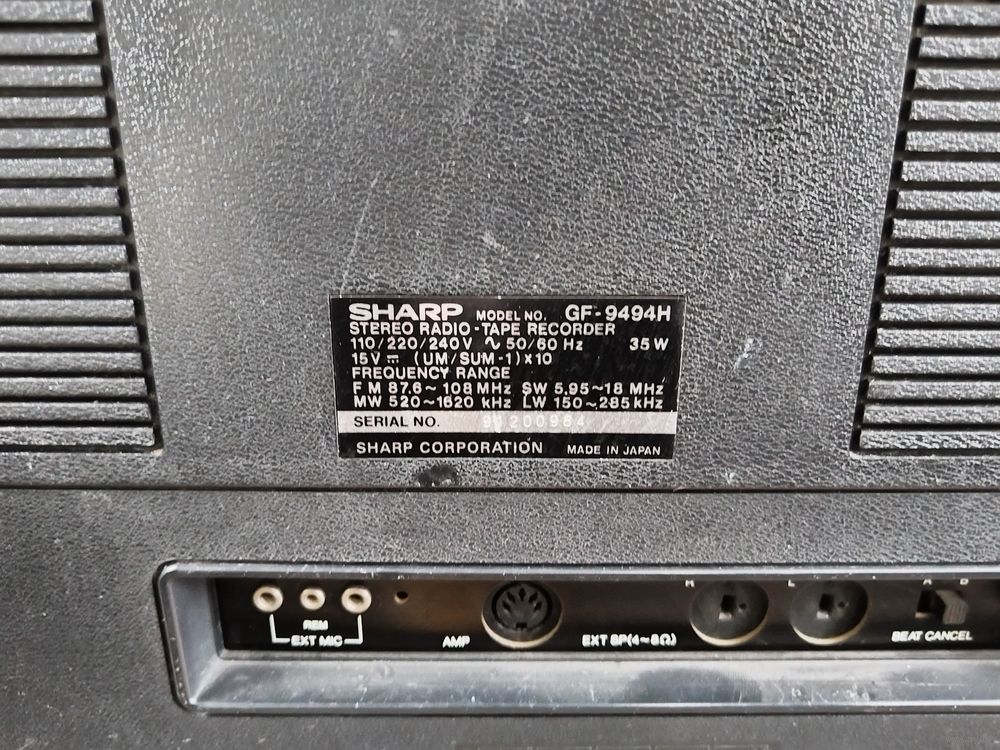 SHARP MODEL NO. GF-9494H
STEREO RADIO-TAPE RECORDER
110/220/240V ∿ 50/60 Hz 35 W
15V ⎓ (UM/SUM-1)×10
FREQUENCY RANGE
FM 87.6~108 MHz SW 5.95~18 MHz
MW 520~1620 kHz LW 150~285 kHz
SERIAL NO.
SHARP CORPORATION MADE IN JAPAN
R L A B
REM
EXT MIC AMP EXT SP(4~8Ω) BEAT CANCEL